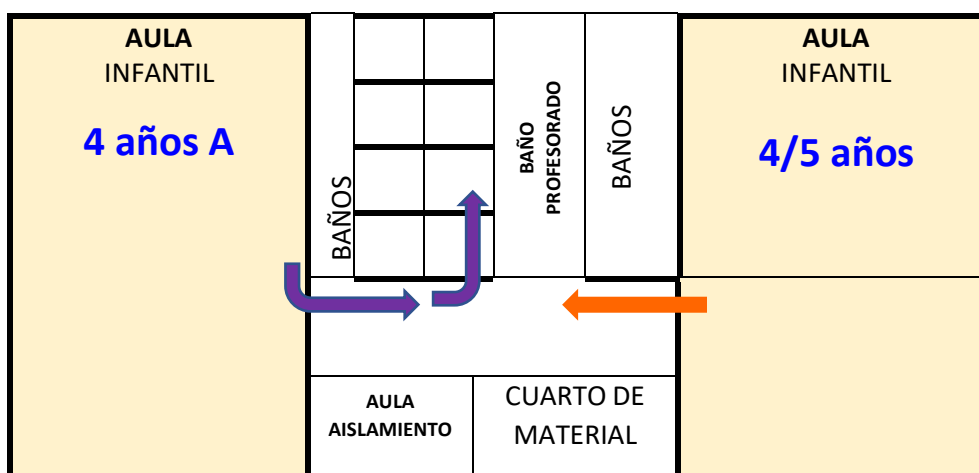 AULA
INFANTIL
4 años A
BAÑOS
BAÑO
PROFESORADO
BAÑOS
AULA
INFANTIL
4/5 años
AULA
AISLAMIENTO
CUARTO DE
MATERIAL